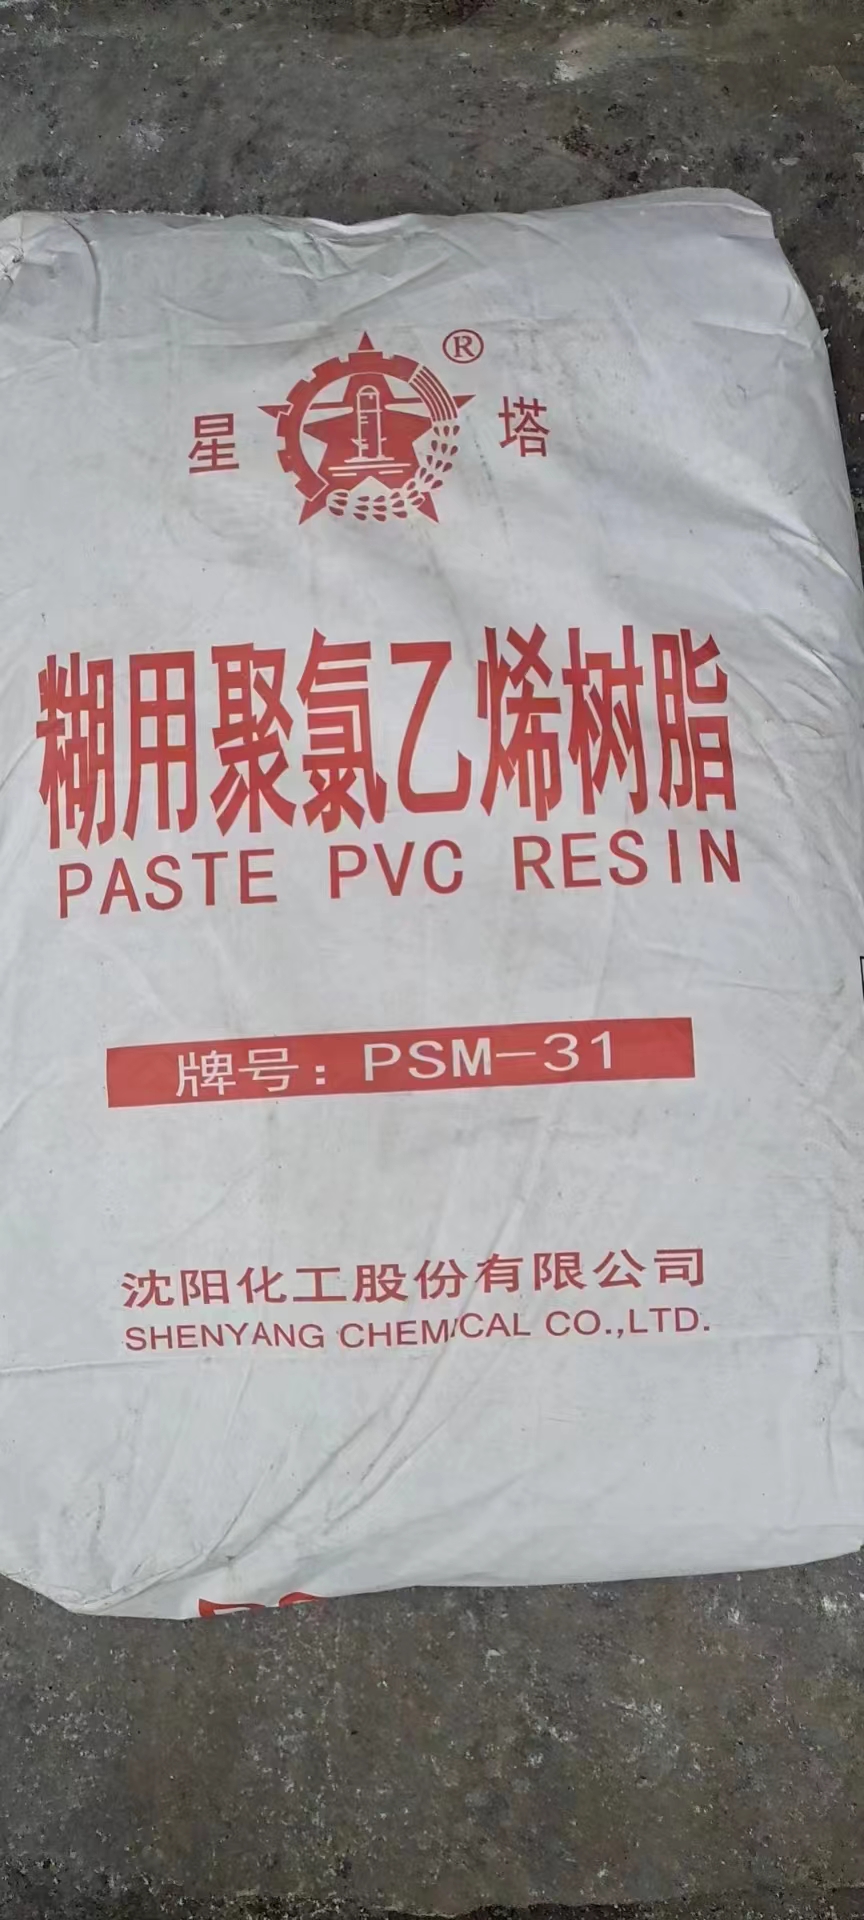 星 塔 ®
糊用聚氯乙烯树脂
PASTE PVC RESIN
牌号：PSM-31
沈阳化工股份有限公司
SHENYANG CHEMICAL CO.,LTD.